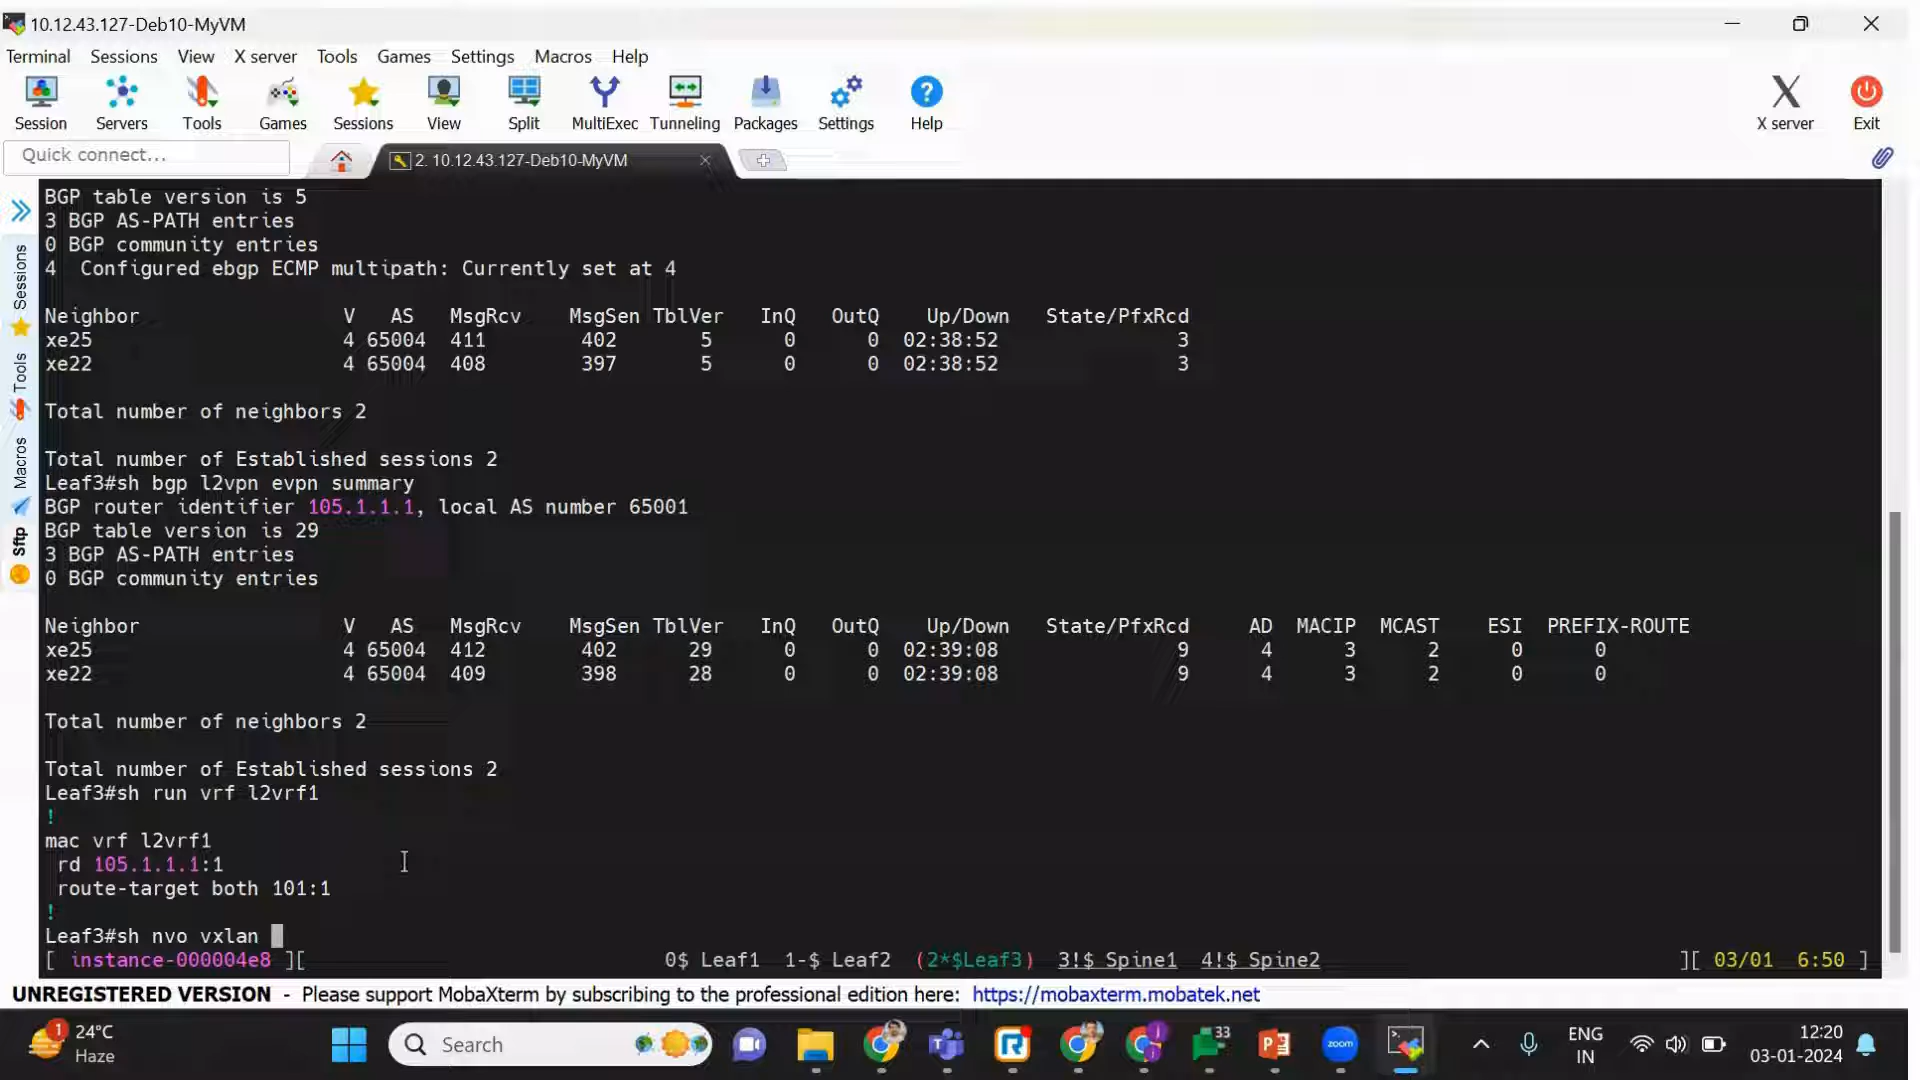 10.12.43.127-Deb10-MyVM
Terminal Sessions View X server Tools Games Settings Macros Help
Session Servers Tools Games Sessions View Split MultiExec Tunneling Packages Settings Help X server Exit
Quick connect... 2. 10.12.43.127-Deb10-MyVM
Sessions
Tools
Macros
Sftp
BGP table version is 5
3 BGP AS-PATH entries
0 BGP community entries
4  Configured ebgp ECMP multipath: Currently set at 4
Neighbor V AS MsgRcv MsgSen TblVer InQ OutQ Up/Down State/PfxRcd
xe25 4 65004 411 402 5 0 0 02:38:52 3
xe22 4 65004 408 397 5 0 0 02:38:52 3
Total number of neighbors 2
Total number of Established sessions 2
Leaf3#sh bgp l2vpn evpn summary
BGP router identifier 105.1.1.1, local AS number 65001
BGP table version is 29
3 BGP AS-PATH entries
0 BGP community entries
Neighbor V AS MsgRcv MsgSen TblVer InQ OutQ Up/Down State/PfxRcd AD MACIP MCAST ESI PREFIX-ROUTE
xe25 4 65004 412 402 29 0 0 02:39:08 9 4 3 2 0 0
xe22 4 65004 409 398 28 0 0 02:39:08 9 4 3 2 0 0
Total number of neighbors 2
Total number of Established sessions 2
Leaf3#sh run vrf l2vrf1
!
mac vrf l2vrf1
rd 105.1.1.1:1
route-target both 101:1
!
Leaf3#sh nvo vxlan
[ instance-000004e8 ][ 0$ Leaf1 1-$ Leaf2 (2*$Leaf3) 3!$ Spine1 4!$ Spine2 ][ 03/01 6:50 ]
UNREGISTERED VERSION - Please support MobaXterm by subscribing to the professional edition here: https://mobaxterm.mobatek.net
1 24°C Search 33 zoom ENG 12:20
Haze IN 03-01-2024